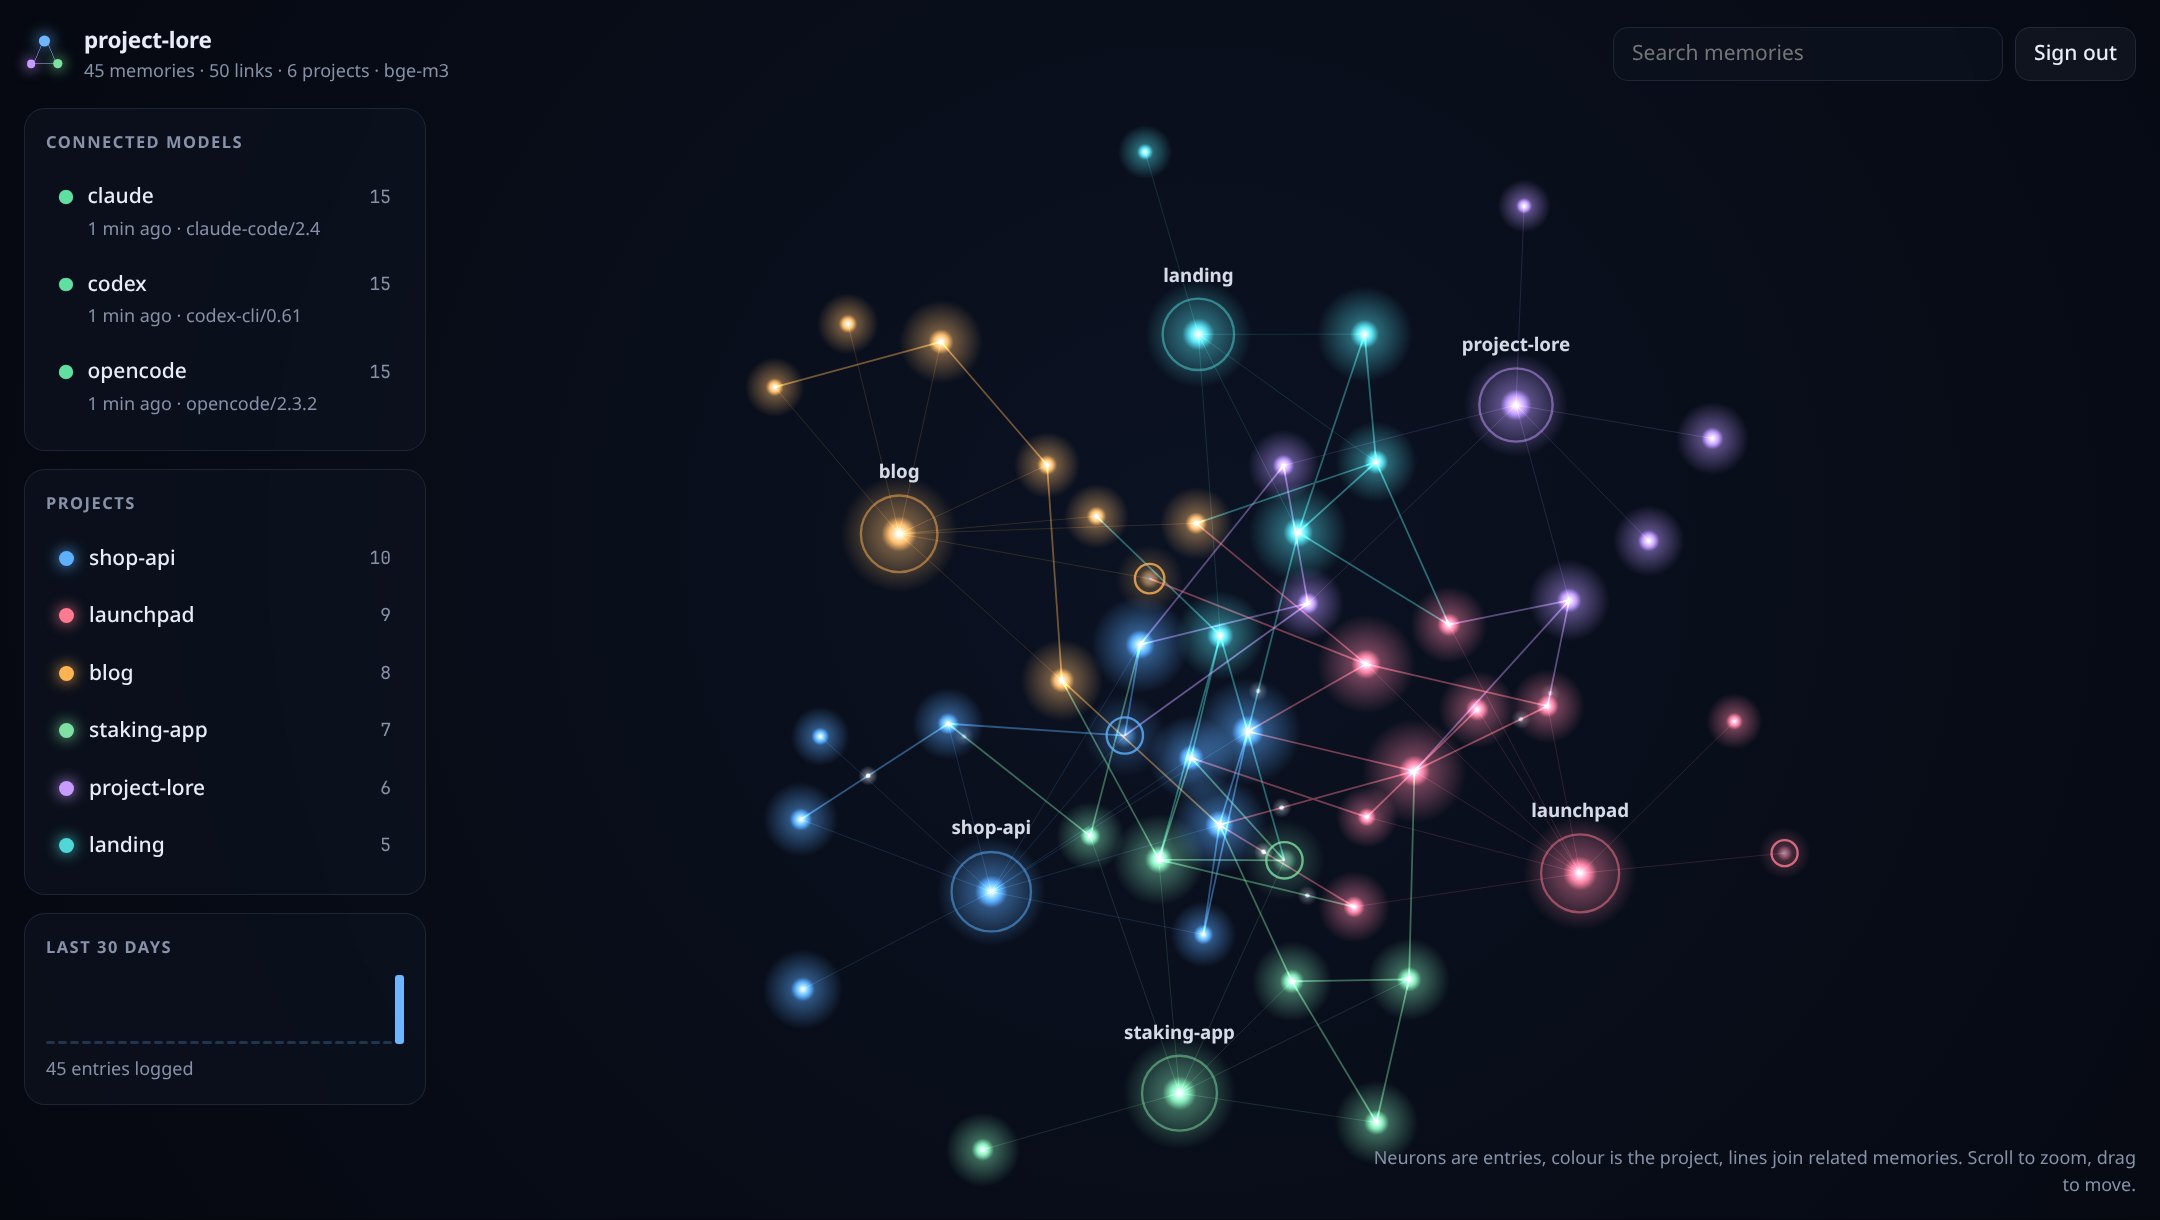 project-lore
45 memories · 50 links · 6 projects · bge-m3
Search memories
Sign out
CONNECTED MODELS
claude 15
1 min ago · claude-code/2.4
codex 15
1 min ago · codex-cli/0.61
opencode 15
1 min ago · opencode/2.3.2
PROJECTS
shop-api 10
launchpad 9
blog 8
staking-app 7
project-lore 6
landing 5
LAST 30 DAYS
45 entries logged
landing
project-lore
blog
launchpad
shop-api
staking-app
Neurons are entries, colour is the project, lines join related memories. Scroll to zoom, drag
to move.